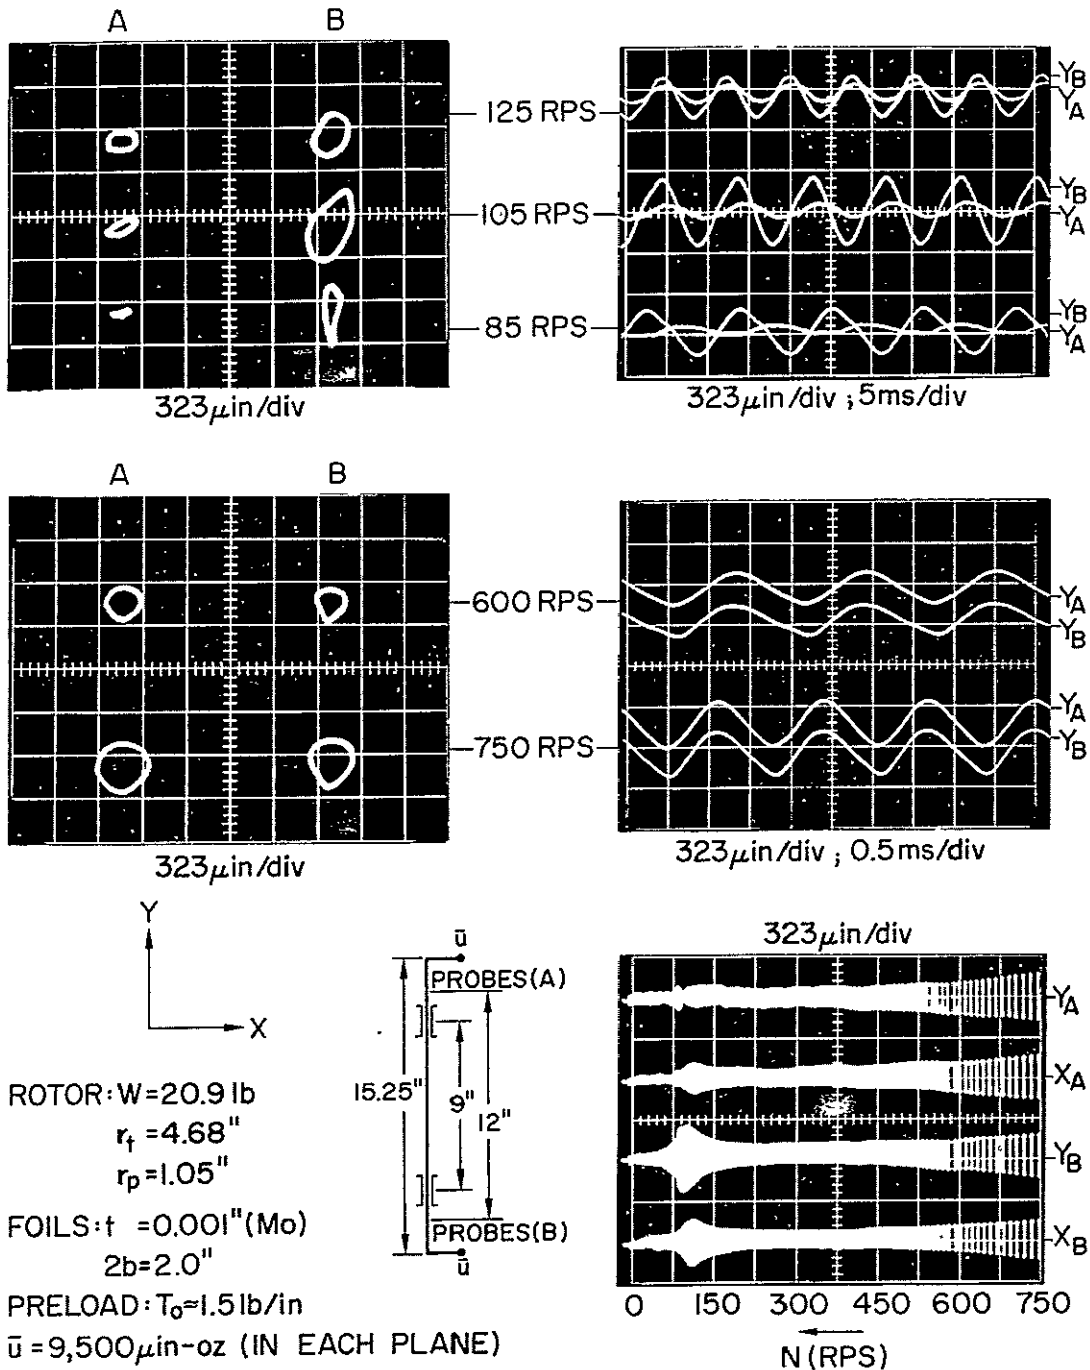 A B
125 RPS
Y_B
Y_A
105 RPS
Y_B
Y_A
85 RPS
Y_B
Y_A
323μin/div
323μin/div ; 5ms/div
A B
600 RPS
Y_A
Y_B
750 RPS
Y_A
Y_B
323μin/div
323μin/div ; 0.5ms/div
Y
X
ū
PROBES(A)
15.25"
9"
12"
PROBES(B)
ū
323μin/div
Y_A
X_A
Y_B
X_B
0 150 300 450 600 750
N (RPS)
ROTOR: W=20.9 lb
r_t =4.68"
r_p =1.05"
FOILS: t =0.001" (Mo)
2b=2.0"
PRELOAD: T_o≈1.5 lb/in
ū = 9,500μin-oz (IN EACH PLANE)